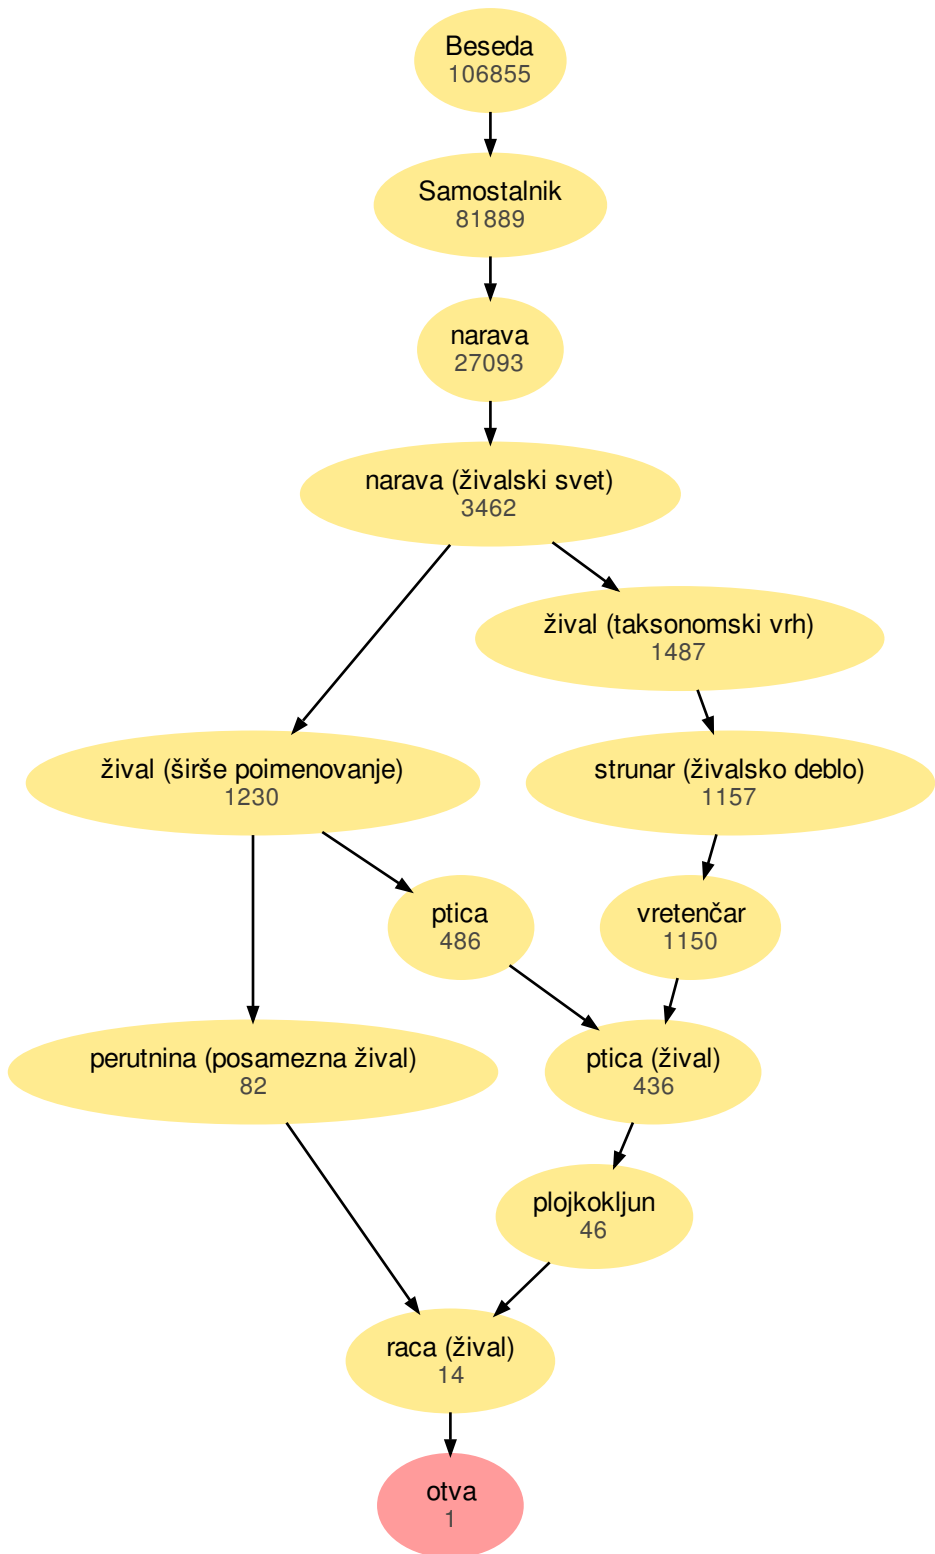 Beseda
106855
Samostalnik
81889
narava
27093
narava (živalski svet)
3462
žival (taksonomski vrh)
1487
žival (širše poimenovanje)
1230
strunar (živalsko deblo)
1157
ptica
486
vretenčar
1150
perutnina (posamezna žival)
82
ptica (žival)
436
plojkokljun
46
raca (žival)
14
otva
1